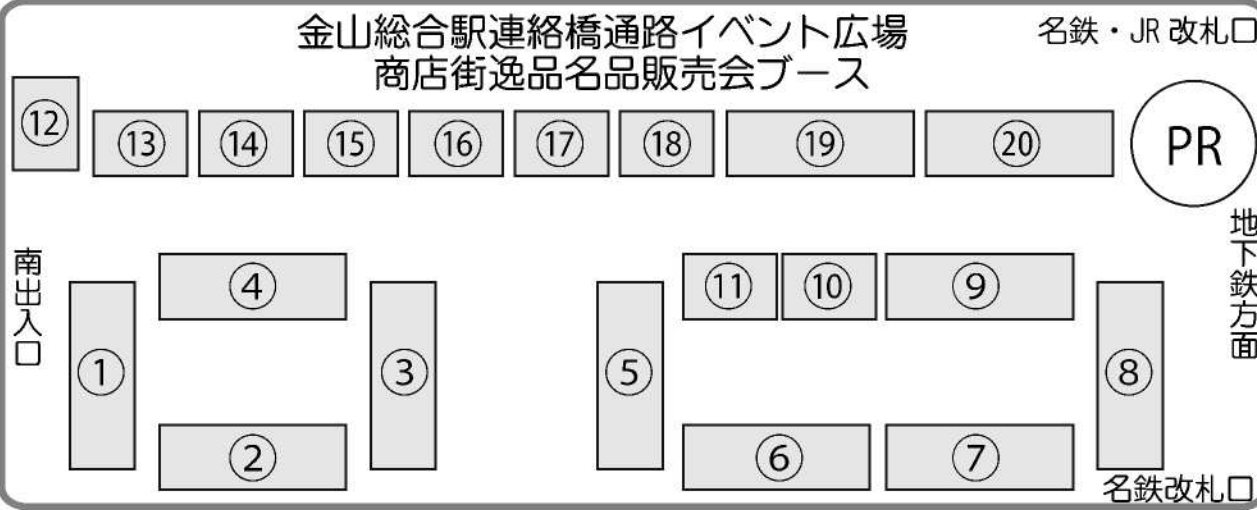 金山総合駅連絡橋通路イベント広場
商店街逸品名品販売会ブース
名鉄・JR 改札口
⑫
⑬
⑭
⑮
⑯
⑰
⑱
⑲
⑳
PR
南出入口
地下鉄方面
①
④
②
③
⑤
⑪
⑩
⑨
⑥
⑦
⑧
名鉄改札口